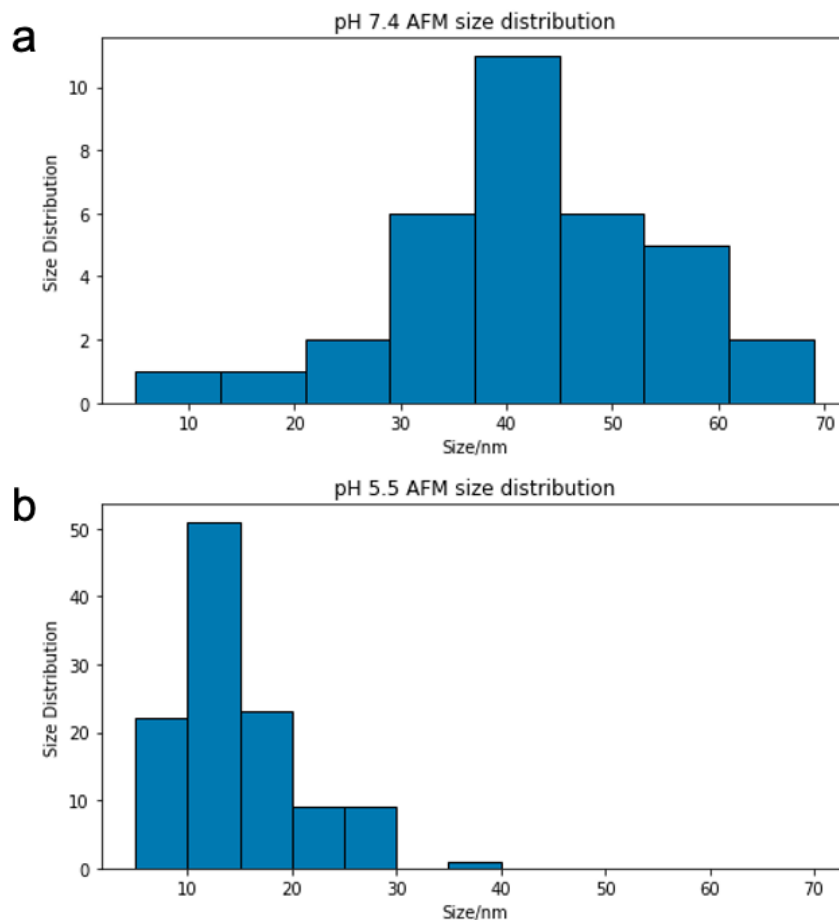 a
pH 7.4 AFM size distribution
Size Distribution
10
8
6
4
2
0
10 20 30 40 50 60 70
Size/nm
b
pH 5.5 AFM size distribution
Size Distribution
50
40
30
20
10
0
10 20 30 40 50 60 70
Size/nm